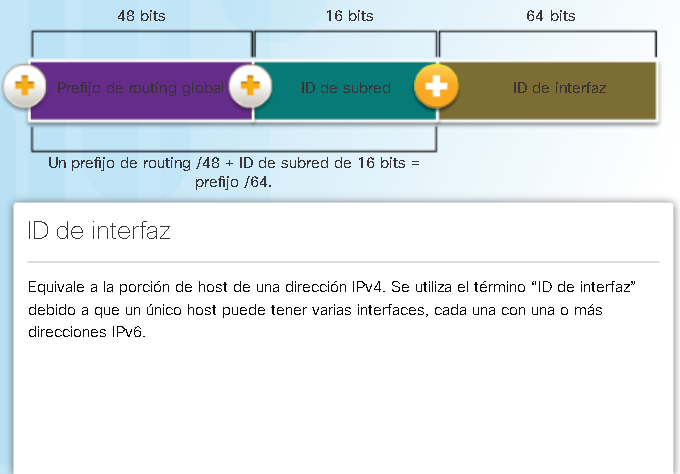 48 bits 16 bits 64 bits
Prefijo de routing global ID de subred ID de interfaz
Un prefijo de routing /48 + ID de subred de 16 bits =
prefijo /64.
ID de interfaz
Equivale a la porción de host de una dirección IPv4. Se utiliza el término “ID de interfaz”
debido a que un único host puede tener varias interfaces, cada una con una o más
direcciones IPv6.